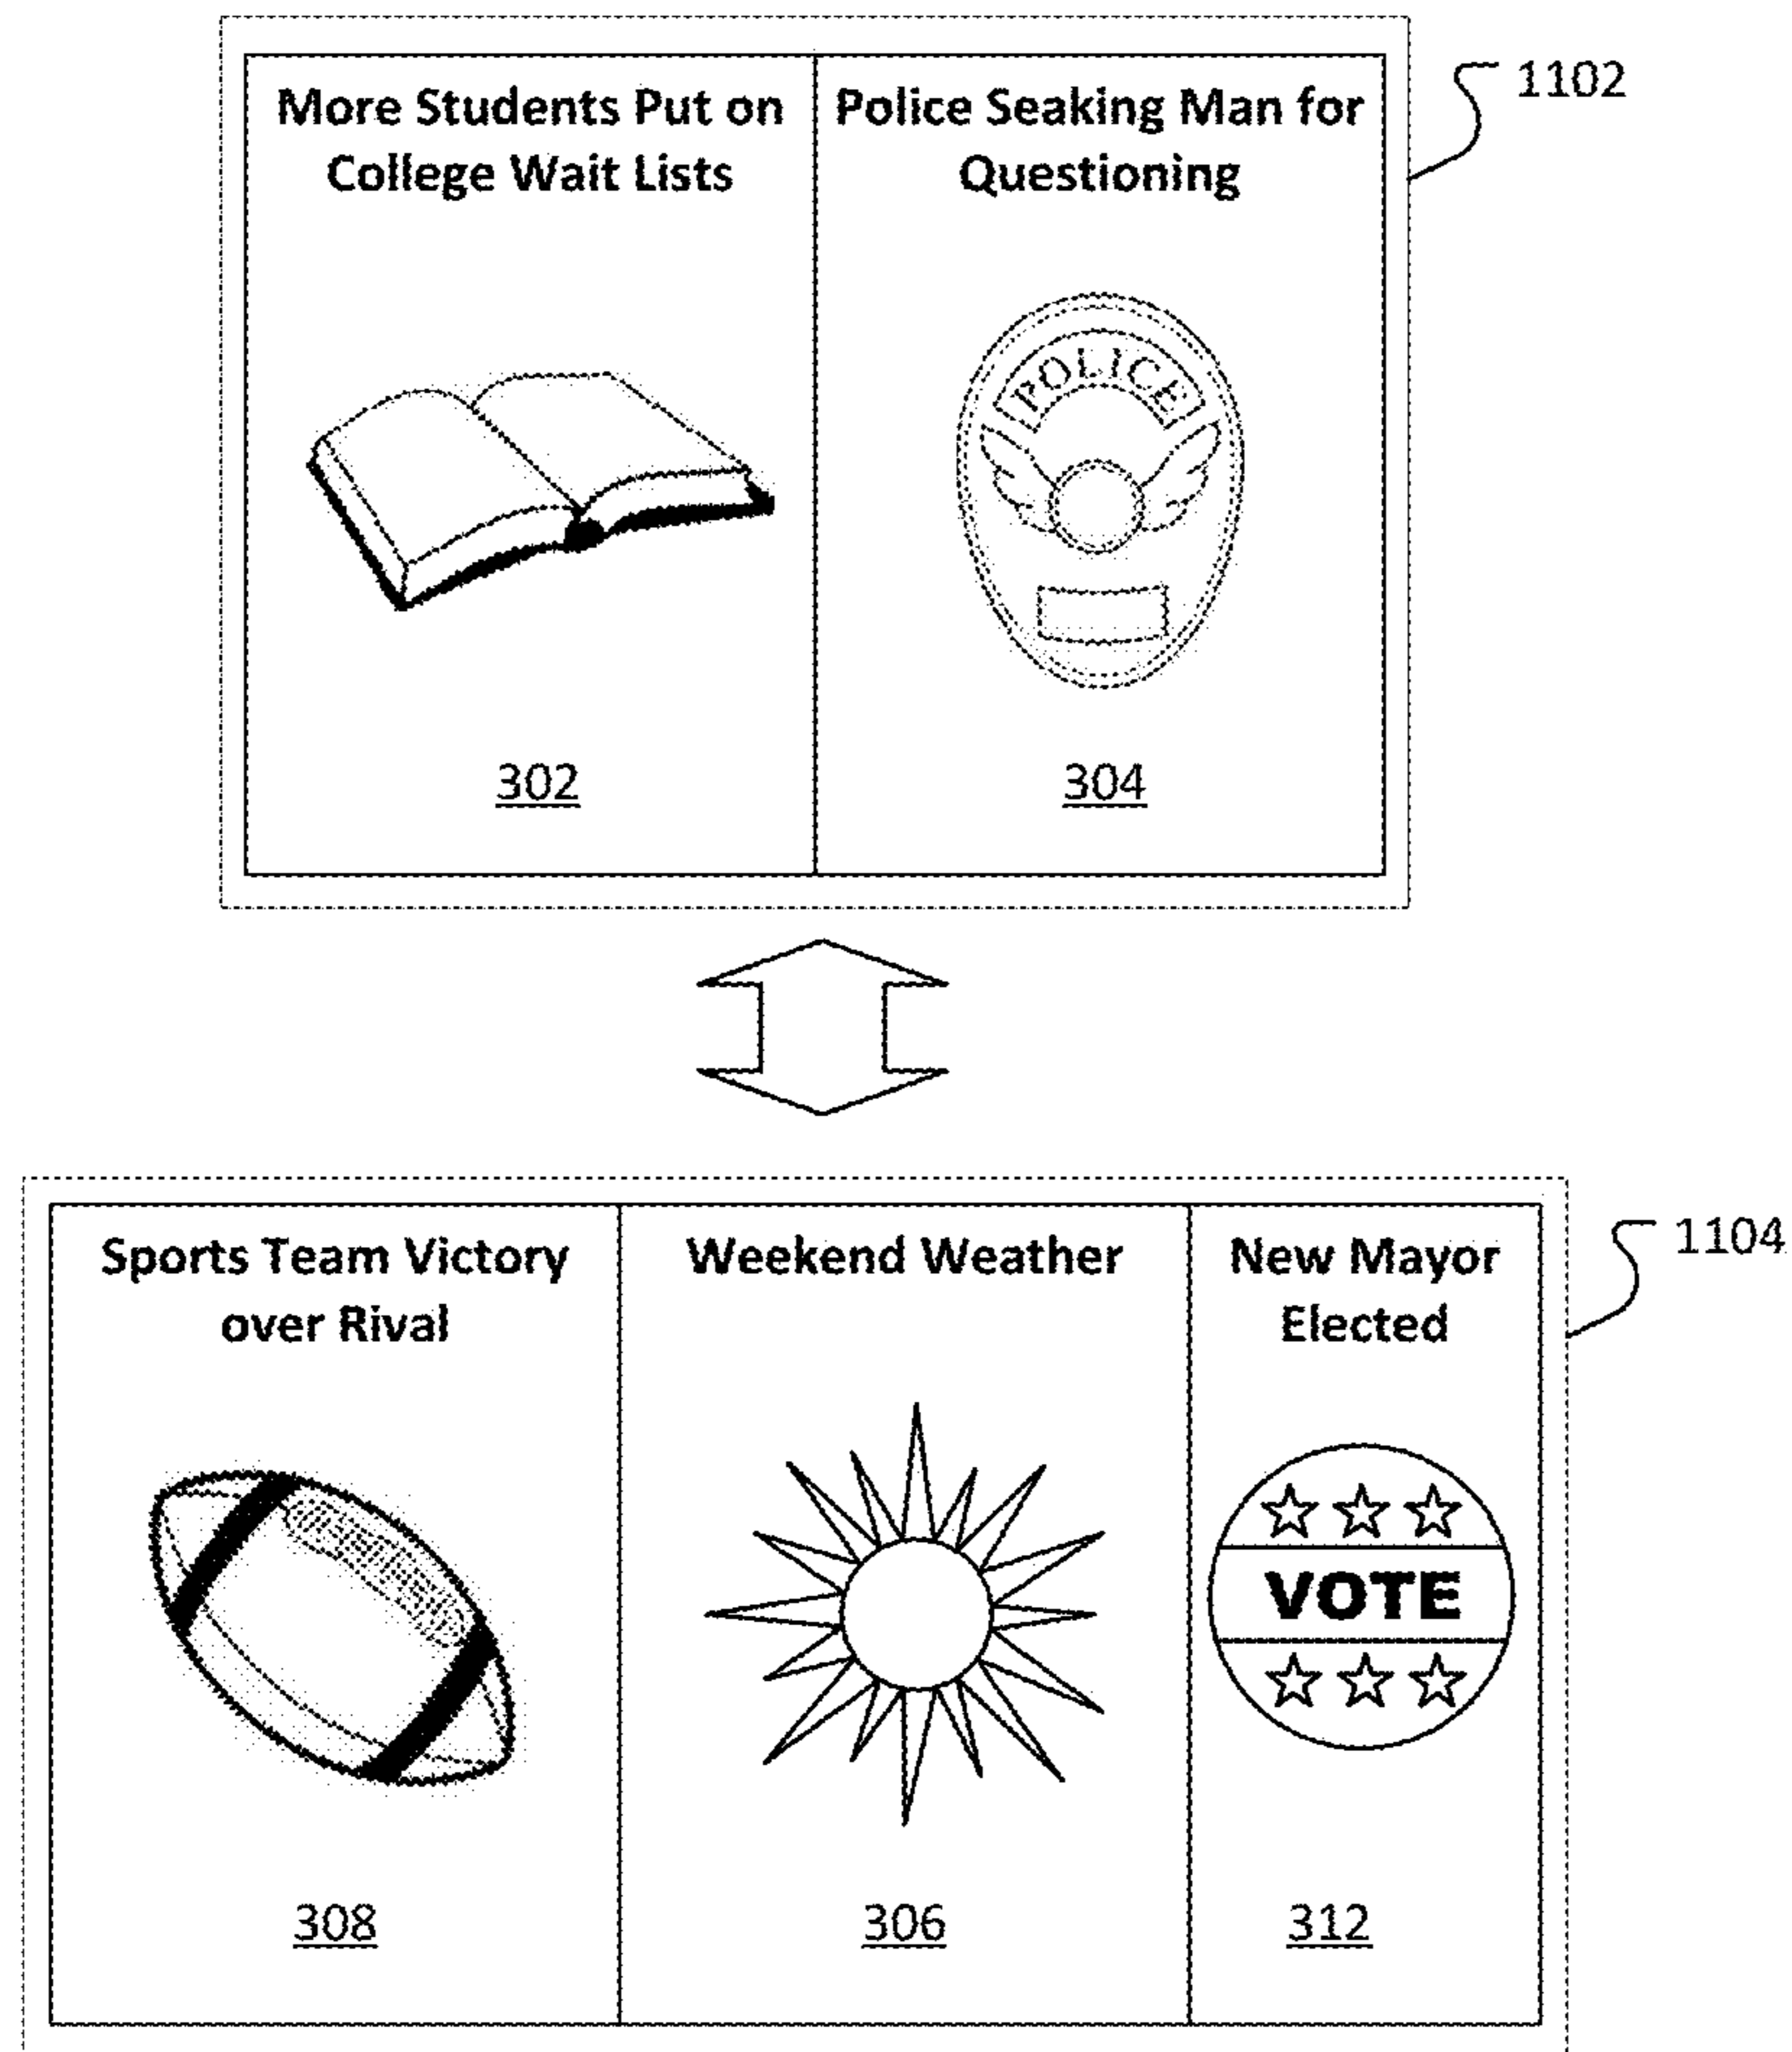 More Students Put on
College Wait Lists
Police Seaking Man for
Questioning
1102
POLICE
302
304
Sports Team Victory
over Rival
Weekend Weather
New Mayor
Elected
1104
VOTE
308
306
312